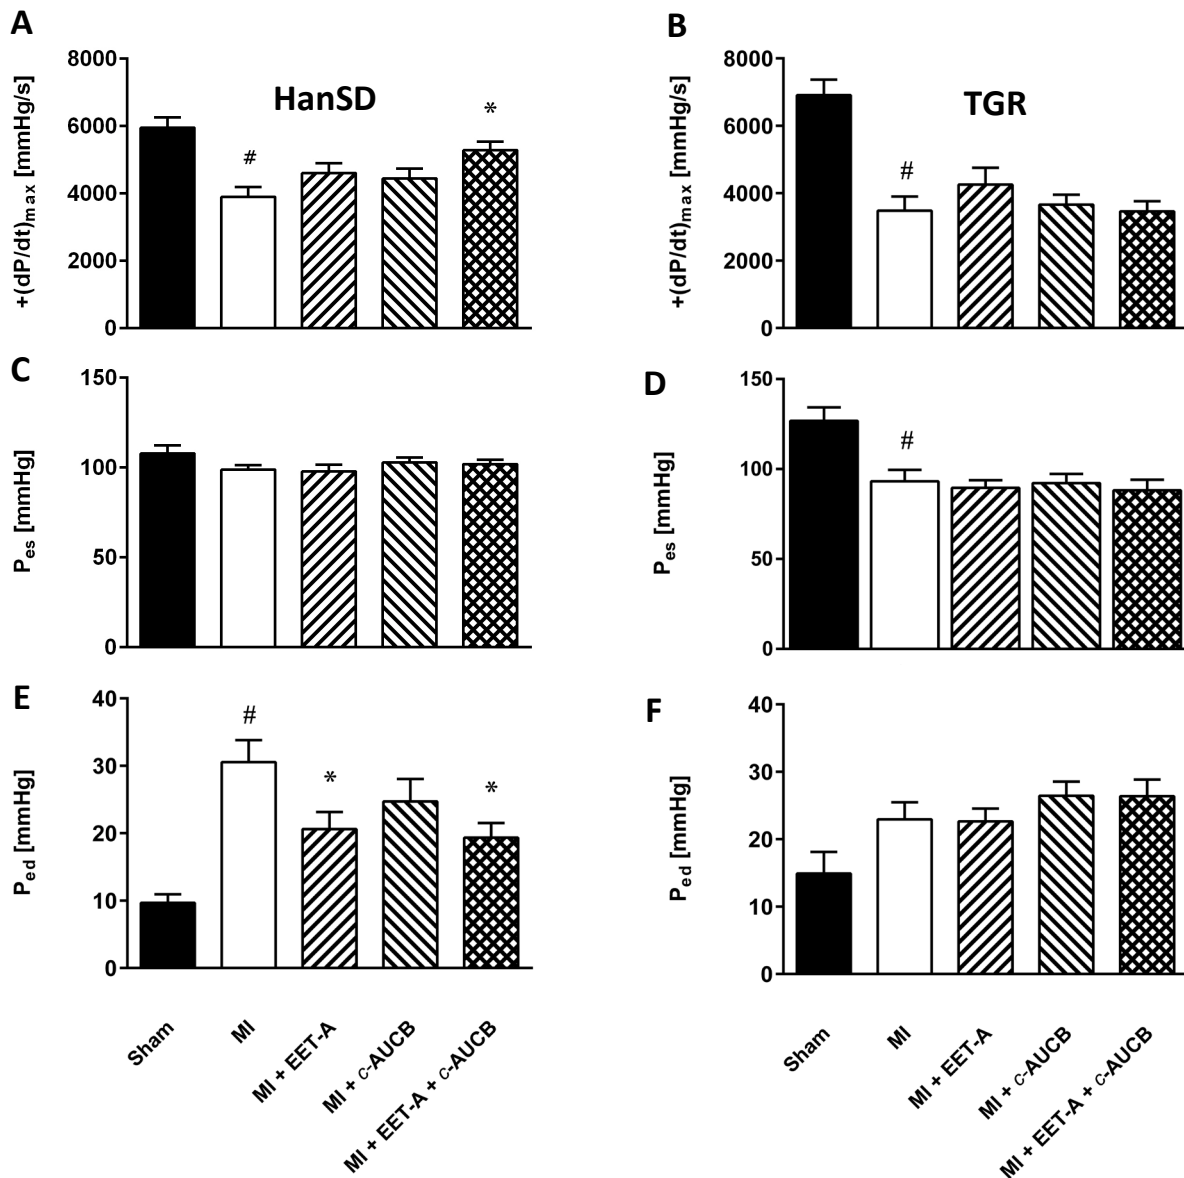 A
+(dP/dt)max [mmHg/s]
8000
6000
4000
2000
0
HanSD
#
*
B
+(dP/dt)max [mmHg/s]
8000
6000
4000
2000
0
TGR
#
C
Pes [mmHg]
150
100
50
0
D
Pes [mmHg]
150
100
50
0
#
E
Ped [mmHg]
40
30
20
10
0
#
*
*
F
Ped [mmHg]
40
30
20
10
0
Sham
MI
MI + EET-A
MI + c-AUCB
MI + EET-A + c-AUCB
Sham
MI
MI + EET-A
MI + c-AUCB
MI + EET-A + c-AUCB